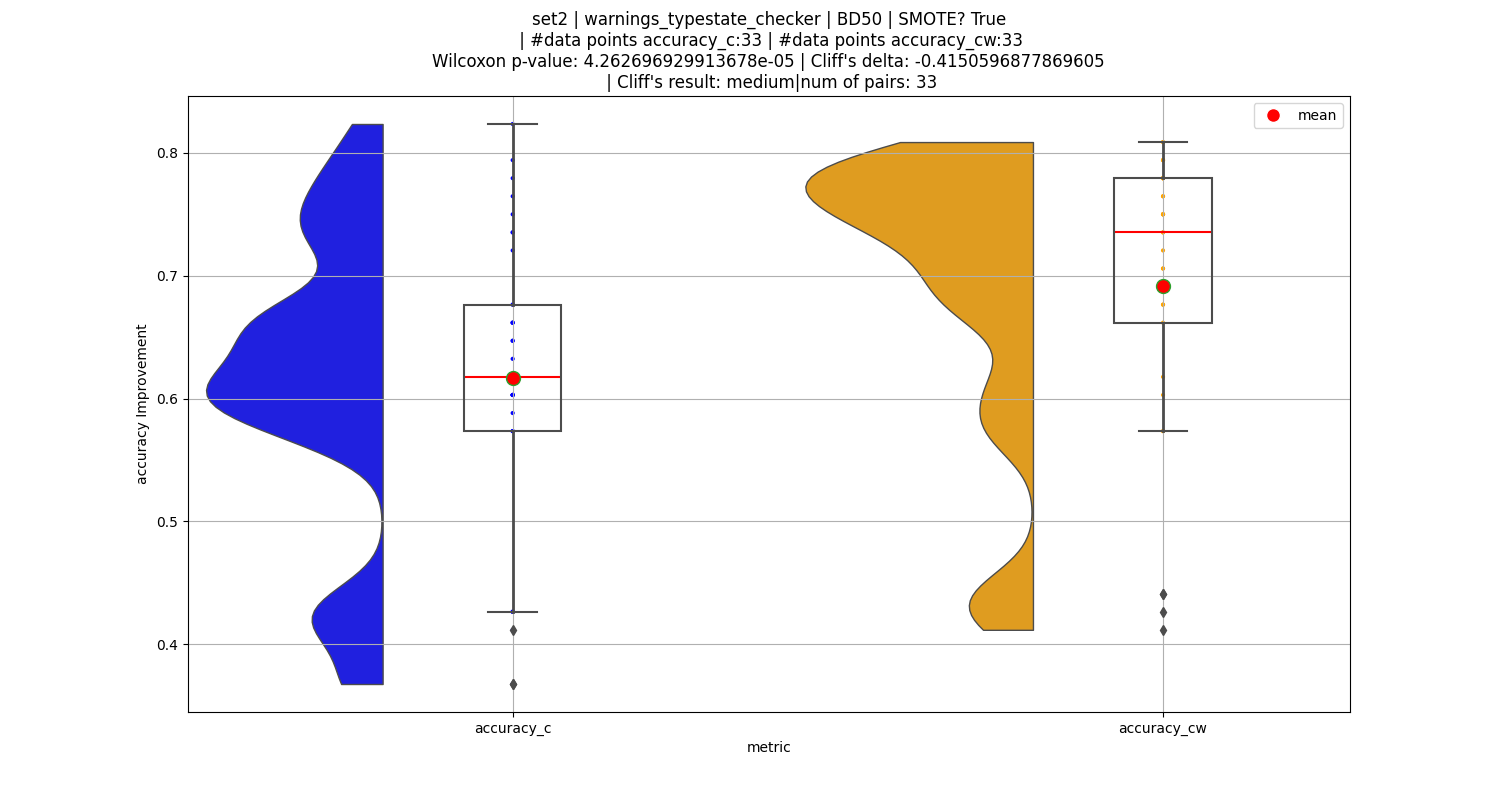 set2 | warnings_typestate_checker | BD50 | SMOTE? True
| #data points accuracy_c:33 | #data points accuracy_cw:33
Wilcoxon p-value: 4.262696929913678e-05 | Cliff's delta: -0.4150596877869605
| Cliff's result: medium|num of pairs: 33
mean
0.8
0.7
0.6
0.5
0.4
accuracy Improvement
accuracy_c
accuracy_cw
metric